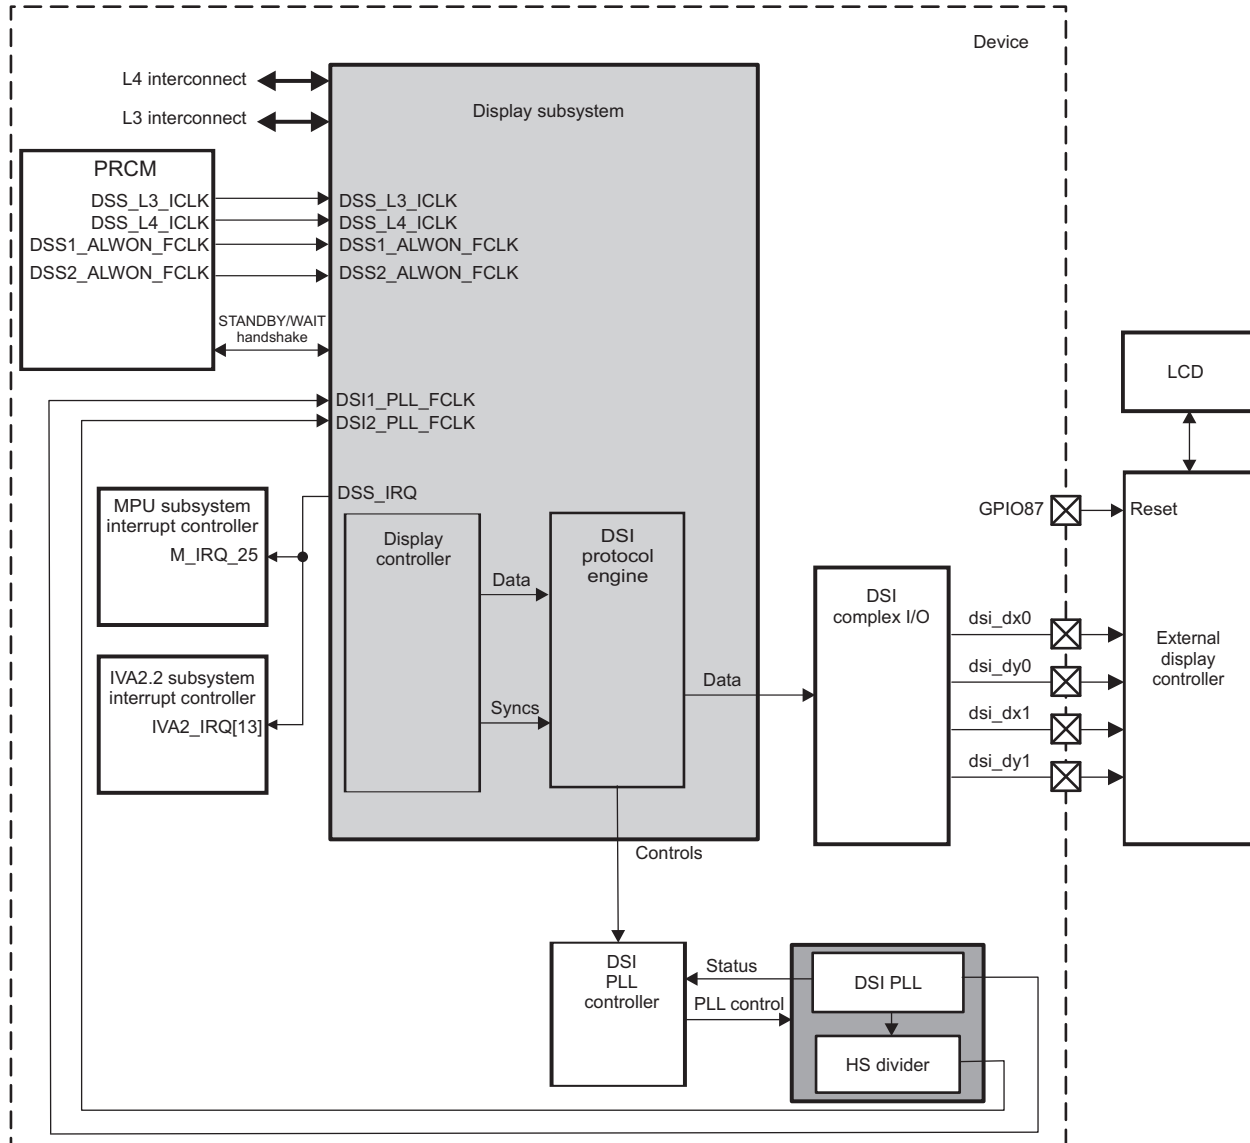 Device
L4 interconnect
L3 interconnect
Display subsystem
PRCM
DSS_L3_ICLK
DSS_L4_ICLK
DSS1_ALWON_FCLK
DSS2_ALWON_FCLK
DSS_L3_ICLK
DSS_L4_ICLK
DSS1_ALWON_FCLK
DSS2_ALWON_FCLK
STANDBY/WAIT
handshake
DSI1_PLL_FCLK
DSI2_PLL_FCLK
LCD
DSS_IRQ
MPU subsystem
interrupt controller
M_IRQ_25
IVA2.2 subsystem
interrupt controller
IVA2_IRQ[13]
Display
controller
Data
Syncs
DSI
protocol
engine
Data
DSI
complex I/O
GPIO87
Reset
dsi_dx0
dsi_dy0
dsi_dx1
dsi_dy1
External
display
controller
Controls
DSI
PLL
controller
Status
PLL control
DSI PLL
HS divider